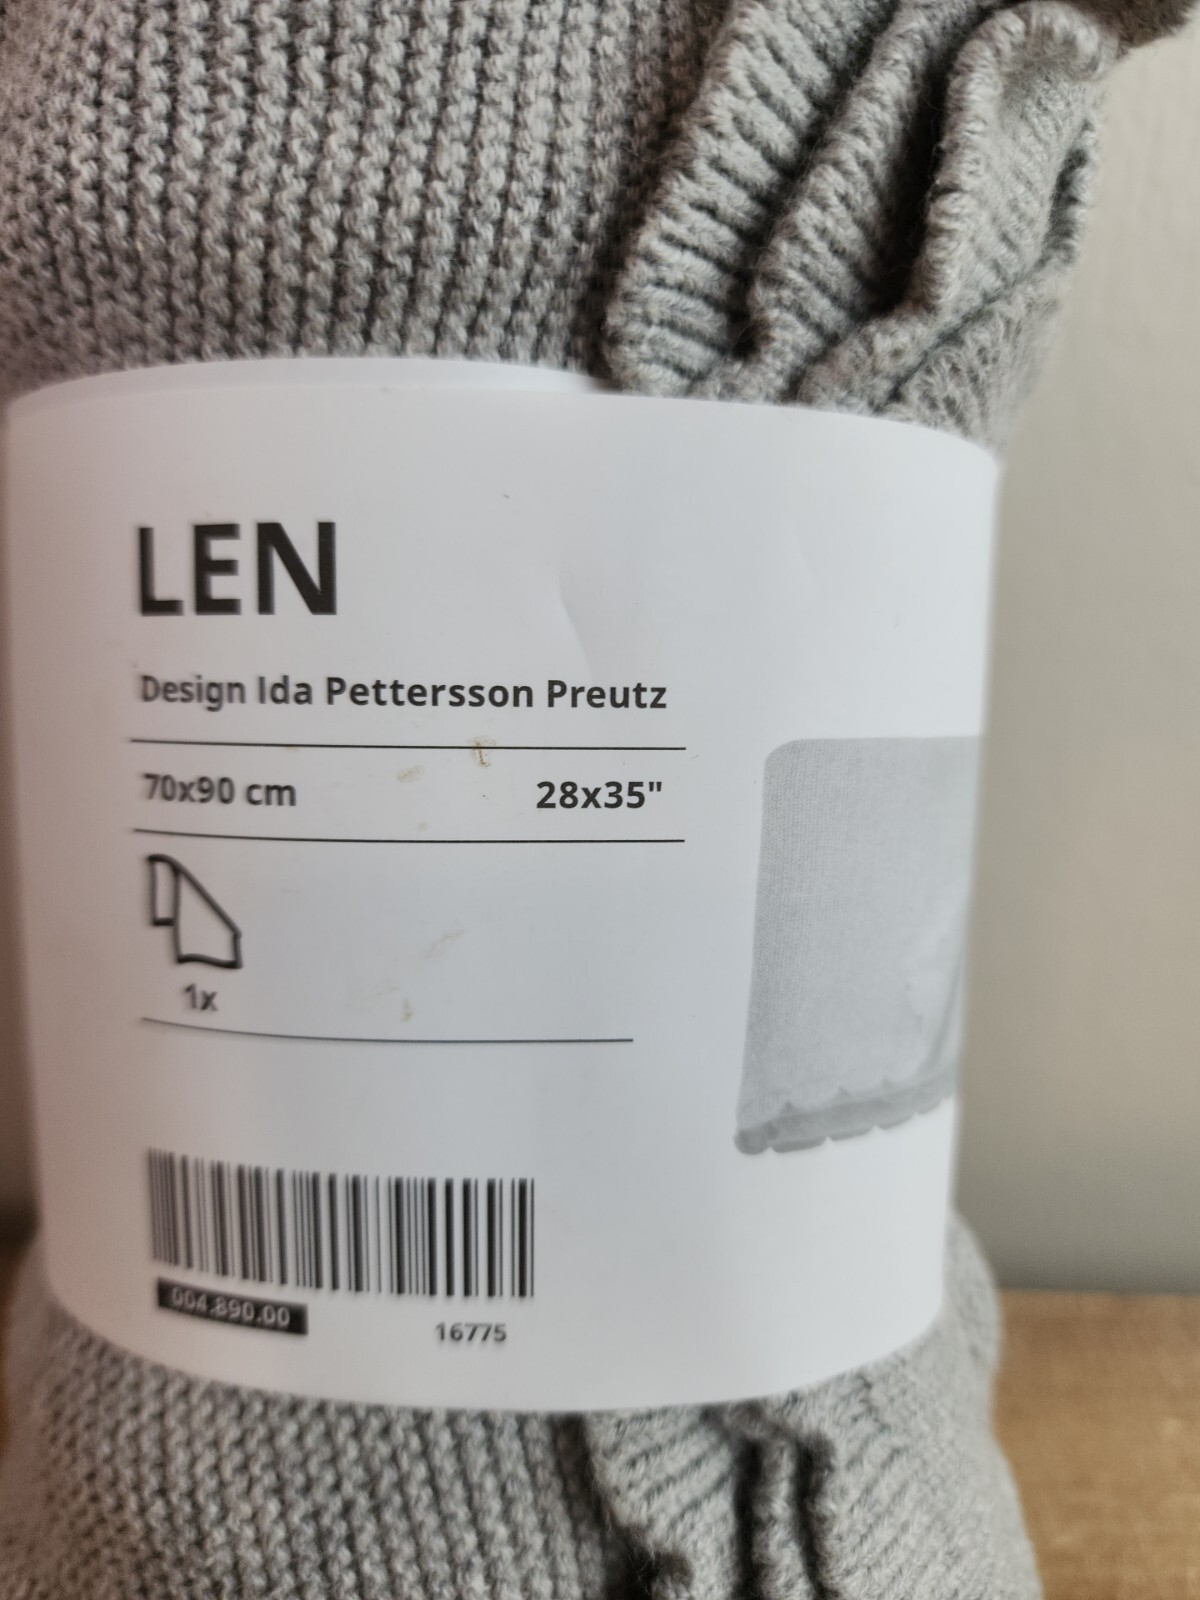 LEN
Design Ida Pettersson Preutz
70x90 cm 28x35"
1x
004.890.00
16775